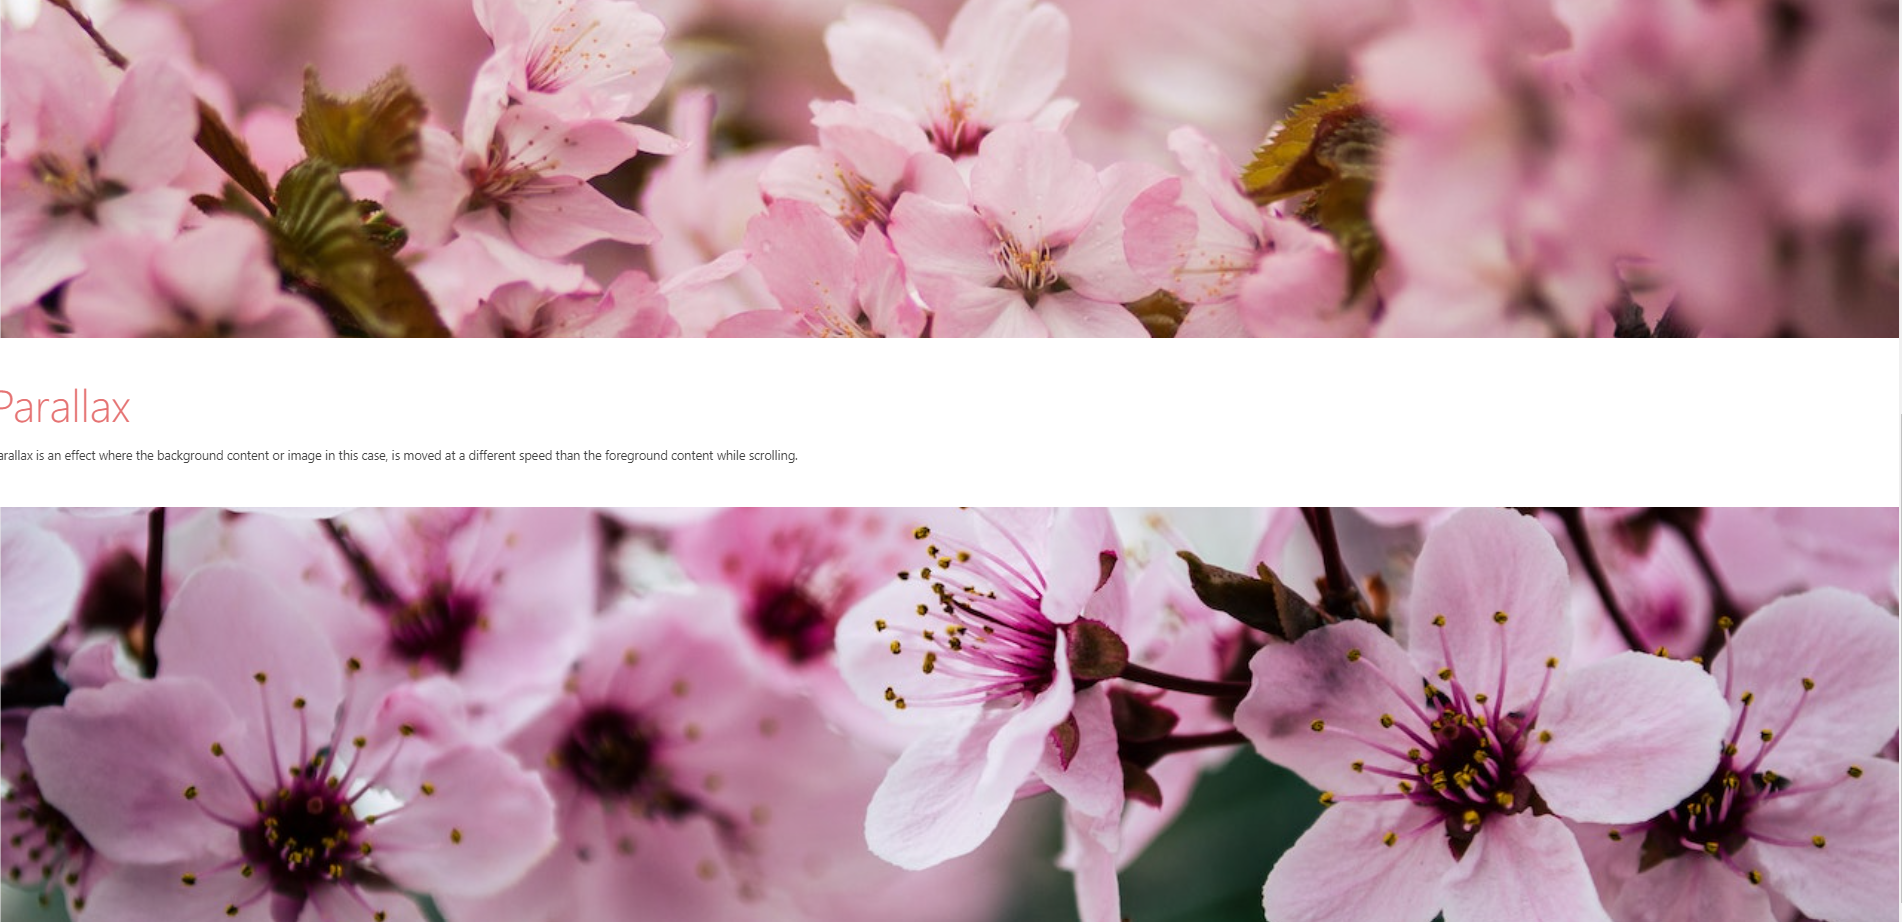 Parallax
arallax is an effect where the background content or image in this case, is moved at a different speed than the foreground content while scrolling.